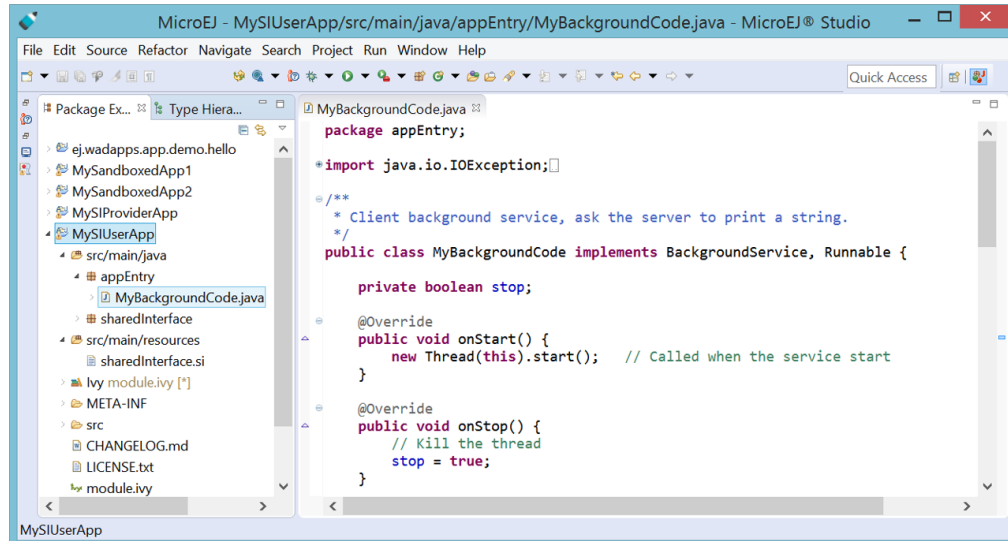 MicroEJ - MySIUserApp/src/main/java/appEntry/MyBackgroundCode.java - MicroEJ® Studio
File Edit Source Refactor Navigate Search Project Run Window Help
Quick Access
Package Ex... Type Hiera...
ej.wadapps.app.demo.hello
MySandboxedApp1
MySandboxedApp2
MySIProviderApp
MySIUserApp
src/main/java
appEntry
MyBackgroundCode.java
sharedInterface
src/main/resources
sharedInterface.si
Ivy module.ivy [*]
META-INF
src
CHANGELOG.md
LICENSE.txt
module.ivy
MyBackgroundCode.java
package appEntry;
import java.io.IOException;
/**
* Client background service, ask the server to print a string.
*/
public class MyBackgroundCode implements BackgroundService, Runnable {
private boolean stop;
@Override
public void onStart() {
new Thread(this).start(); // Called when the service start
}
@Override
public void onStop() {
// Kill the thread
stop = true;
}
MySIUserApp